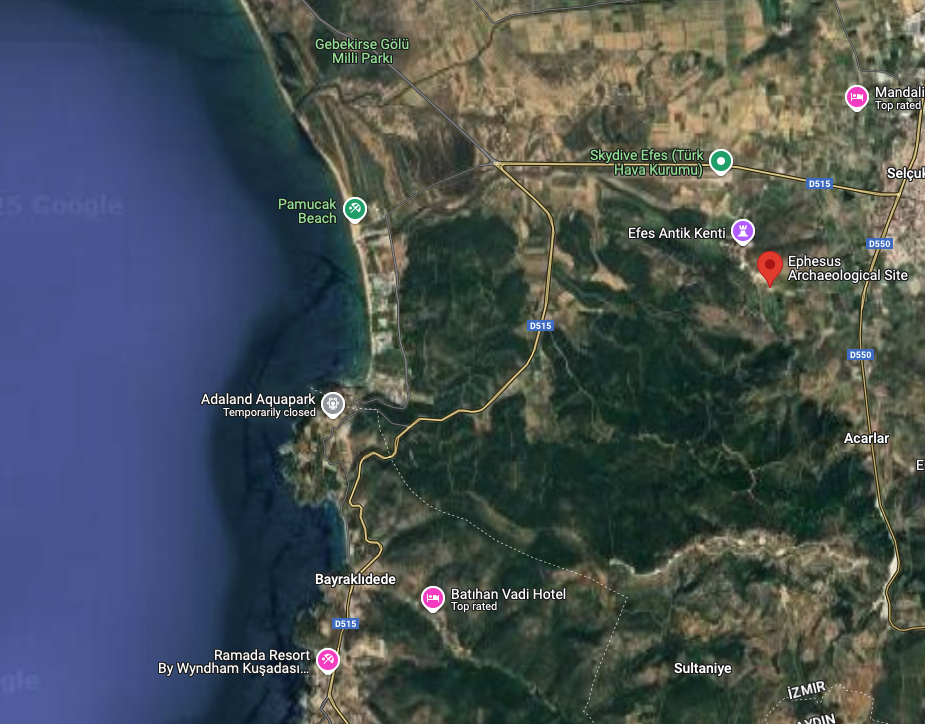 Gebekirse Gölü
Milli Parkı
Mandali
Top rated
Skydive Efes (Türk
Hava Kurumu)
D515
Selçuk
25 Google
Pamucak
Beach
Efes Antik Kenti
D550
Ephesus
Archaeological Site
D515
D550
Adaland Aquapark
Temporarily closed
Acarlar
E
Bayraklıdede
Batıhan Vadi Hotel
Top rated
D515
Ramada Resort
By Wyndham Kuşadası...
Sultaniye
gle
İZMIR
AYDIN